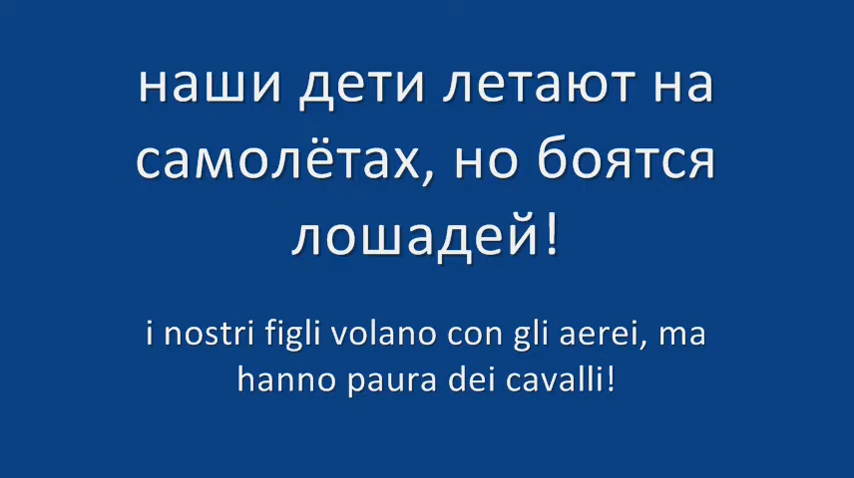 наши дети летают на
самолётах, но боятся
лошадей!
i nostri figli volano con gli aerei, ma
hanno paura dei cavalli!